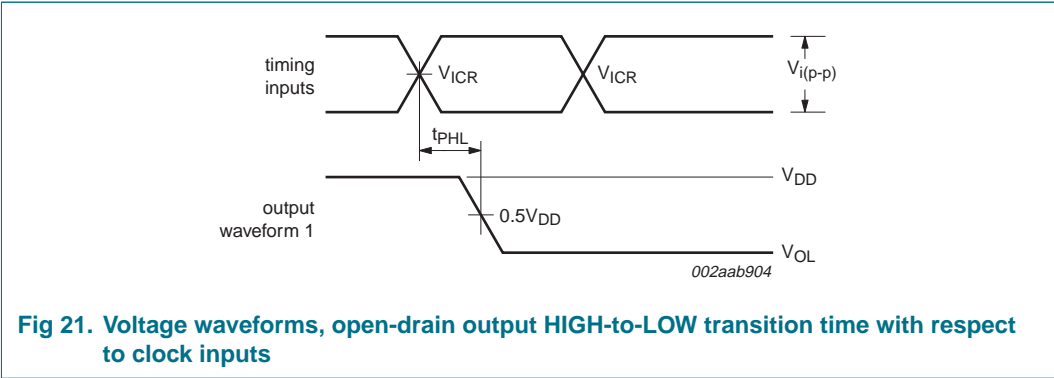 timing
inputs
VICR
VICR
Vi(p-p)
tPHL
VDD
output
waveform 1
0.5VDD
VOL
002aab904
Fig 21. Voltage waveforms, open-drain output HIGH-to-LOW transition time with respect
to clock inputs